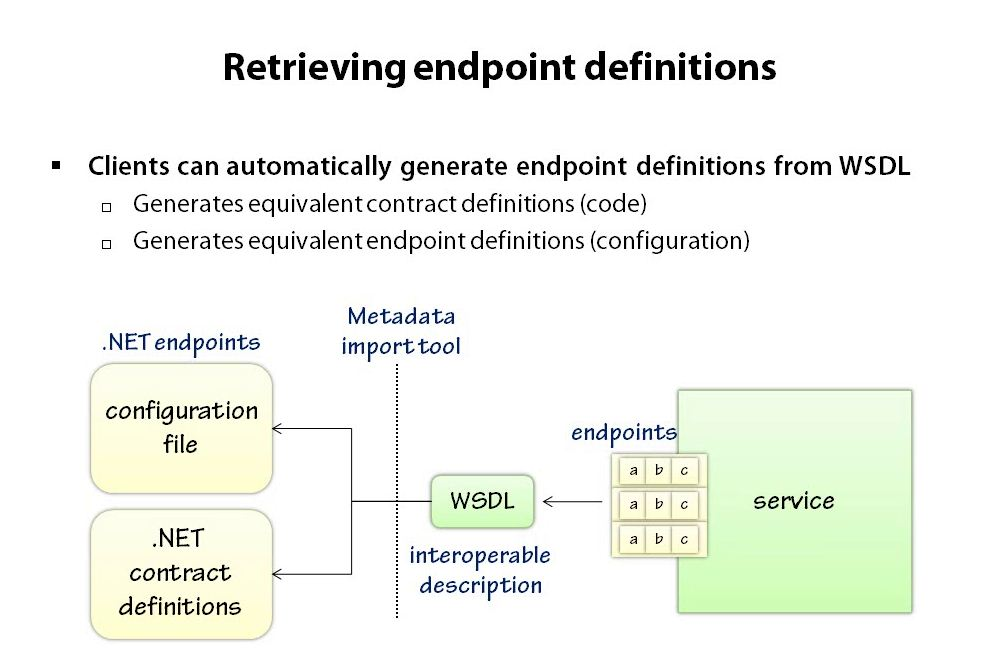 Retrieving endpoint definitions
▪ Clients can automatically generate endpoint definitions from WSDL
▫ Generates equivalent contract definitions (code)
▫ Generates equivalent endpoint definitions (configuration)
.NET endpoints
Metadata
import tool
configuration
file
endpoints
a b c
a b c
a b c
WSDL
service
.NET
contract
definitions
interoperable
description